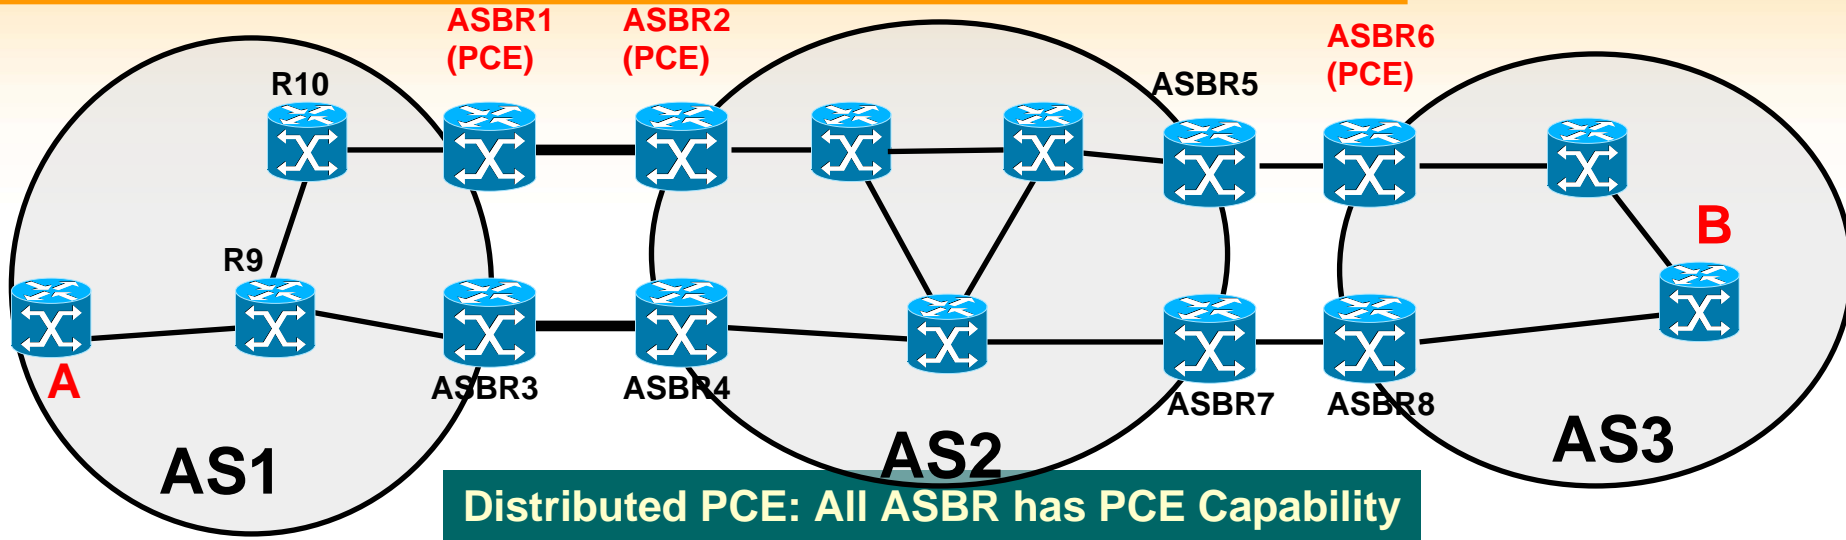 ASBR1
(PCE)
ASBR2
(PCE)
ASBR6
(PCE)
R10
ASBR5
R9
B
A
ASBR3
ASBR4
ASBR7
ASBR8
AS1
AS2
AS3
Distributed PCE: All ASBR has PCE Capability